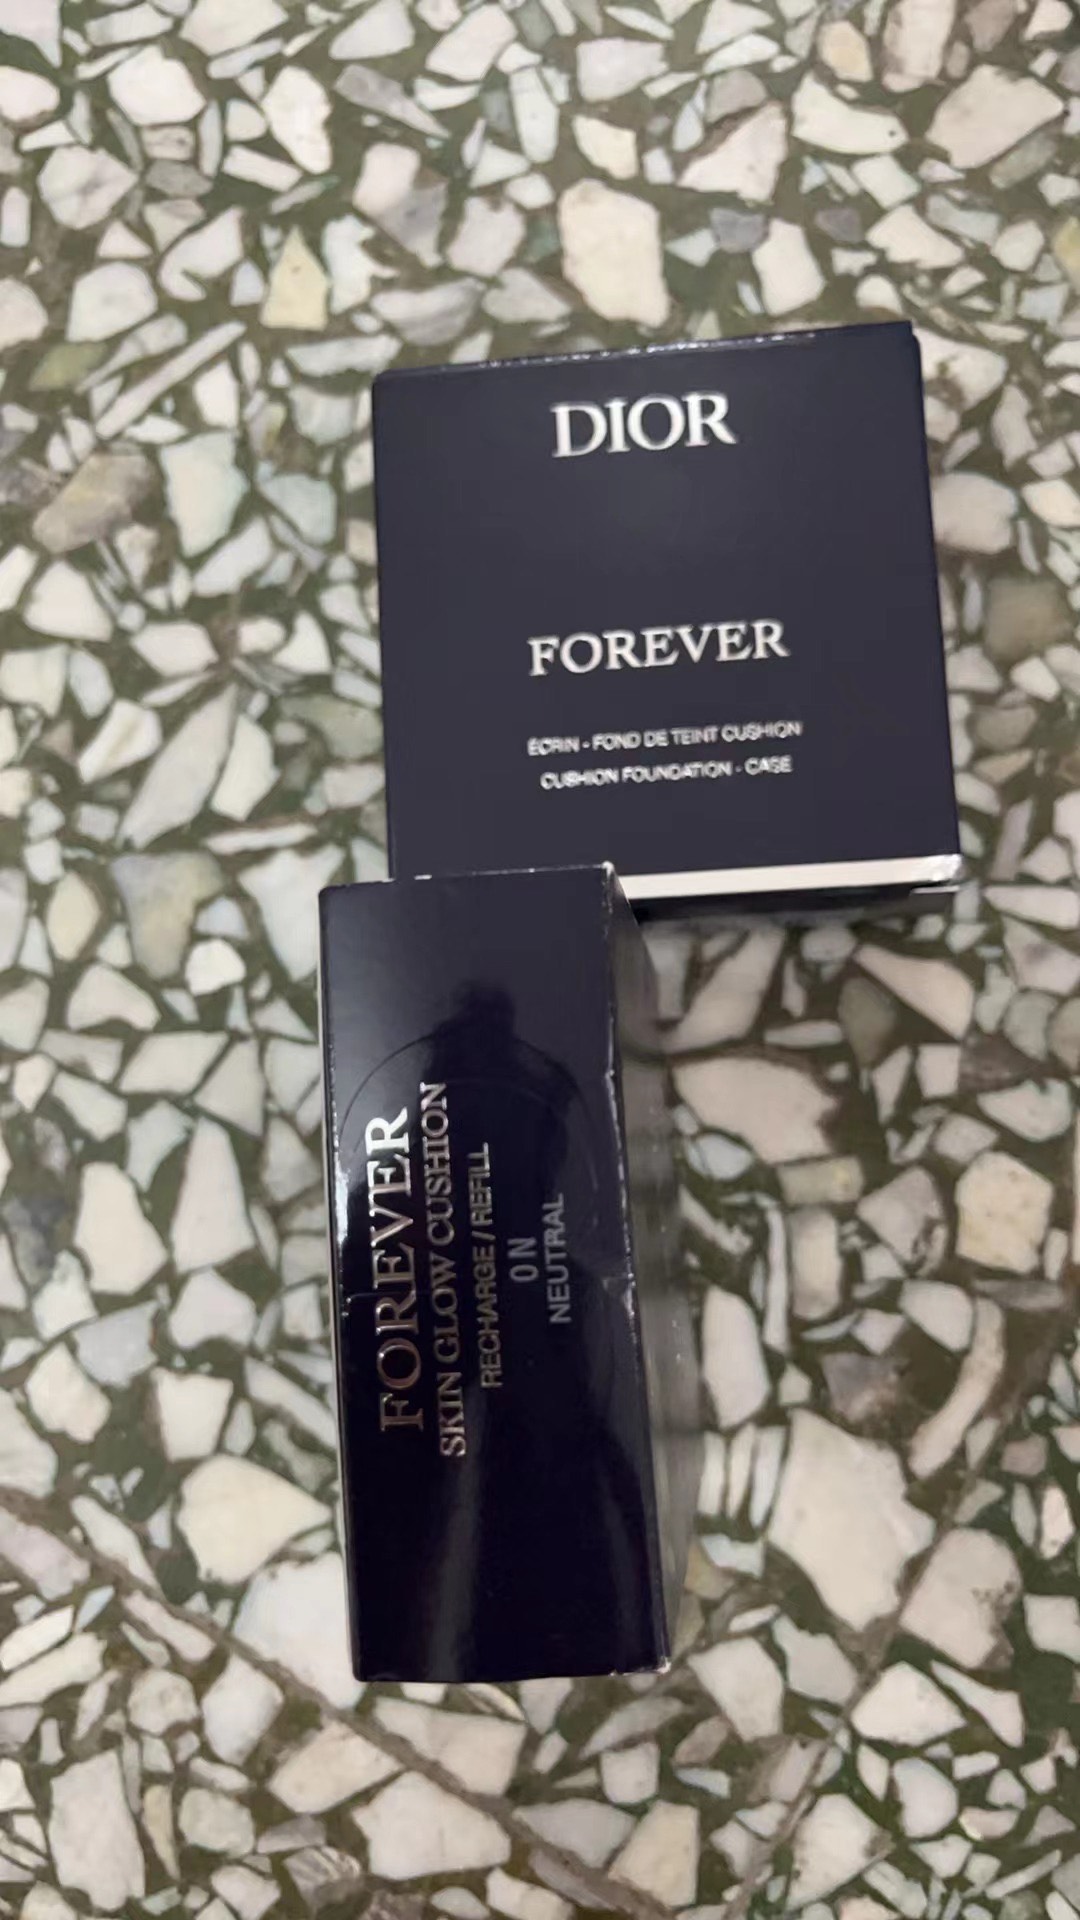 DIOR
FOREVER
ÉCRIN - FOND DE TEINT CUSHION
CUSHION FOUNDATION - CASE
FOREVER
SKIN GLOW CUSHION
RECHARGE / REFILL
0N
NEUTRAL